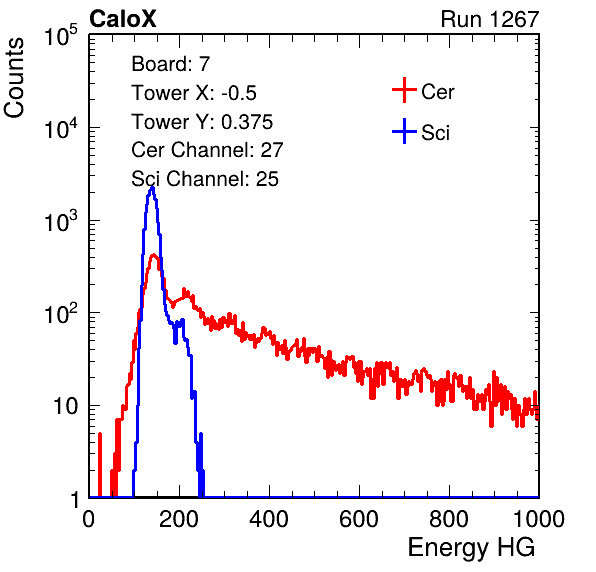 CaloX Run 1267
Counts
Board: 7
Tower X: -0.5
Tower Y: 0.375
Cer Channel: 27
Sci Channel: 25
Cer
Sci
10^5
10^4
10^3
10^2
10
1
0 200 400 600 800 1000
Energy HG